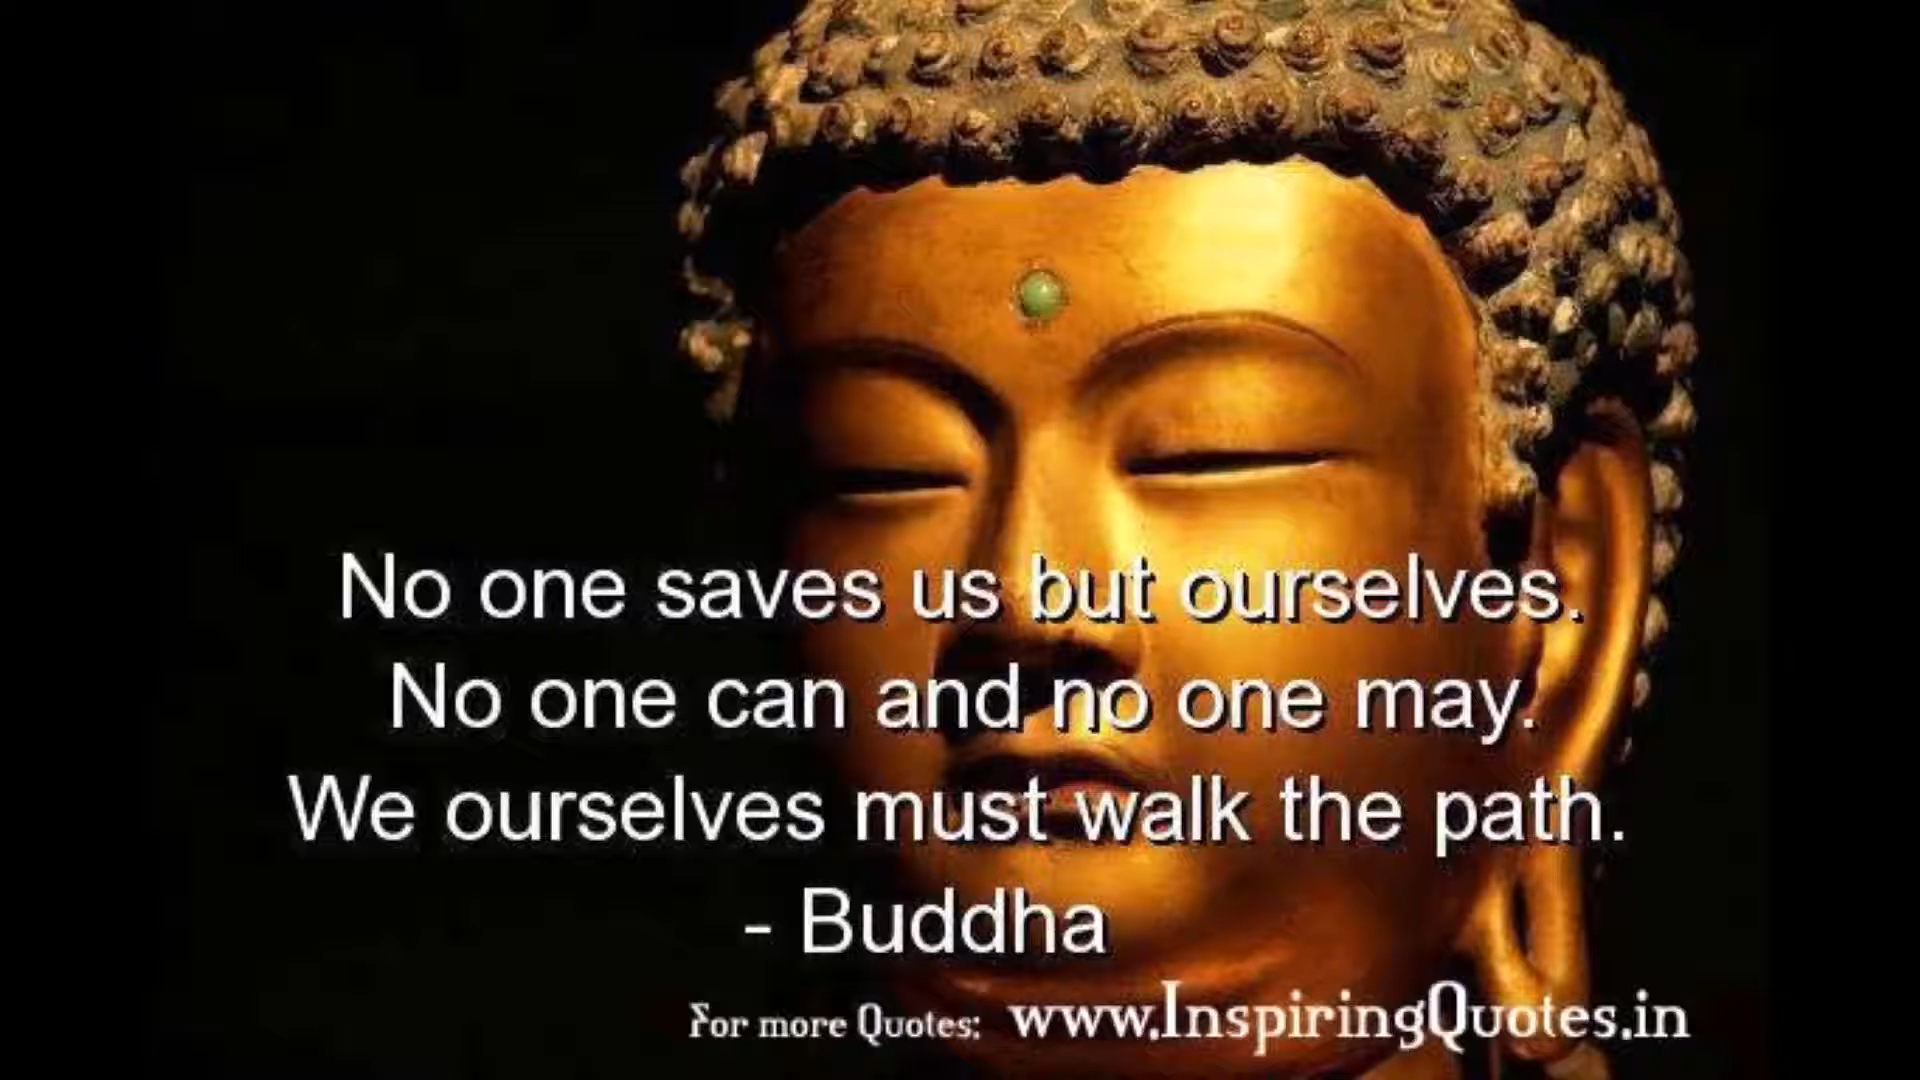 No one saves us but ourselves.
No one can and no one may.
We ourselves must walk the path.
- Buddha
For more Quotes: www.InspiringQuotes.in